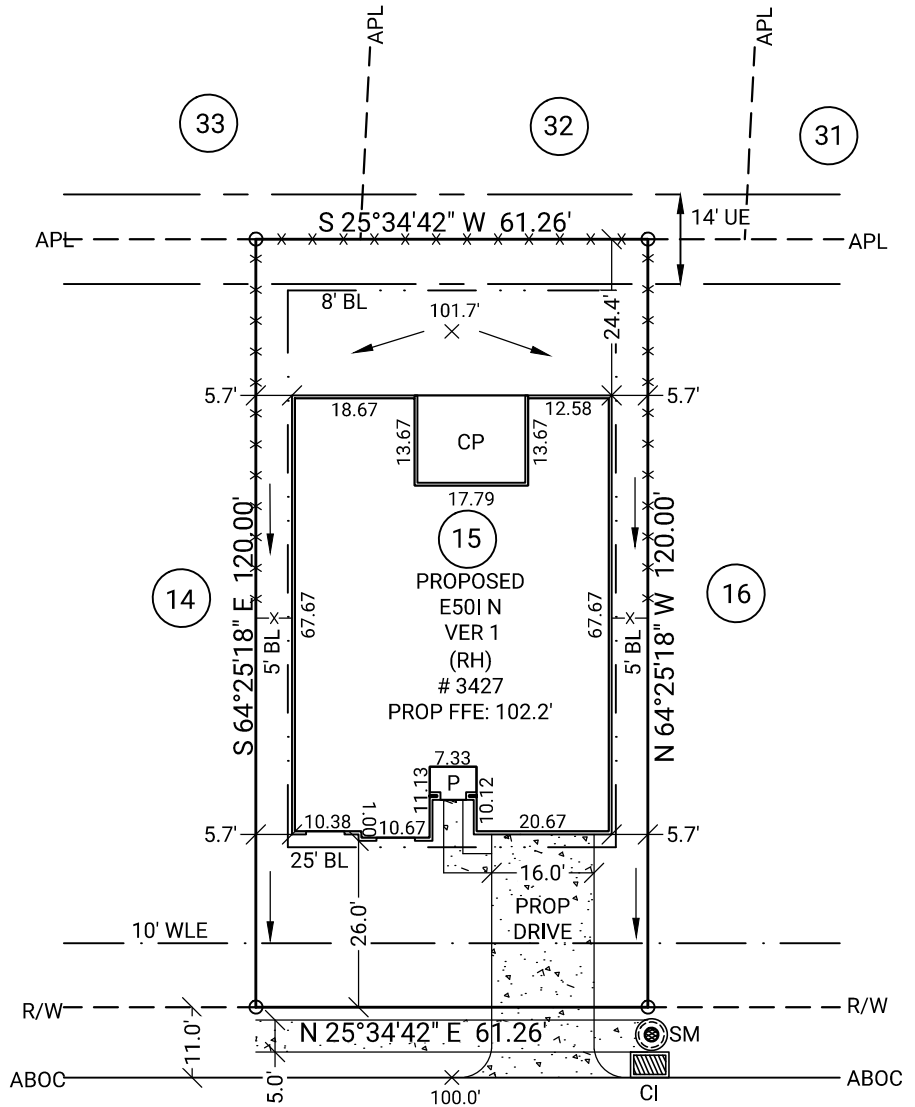 APL
APL
33
32
31
S 25°34'42" W 61.26'
14' UE
APL
APL
8' BL
101.7'
24.4'
5.7'
5.7'
18.67
12.58
13.67
CP
13.67
17.79
S 64°25'18" E 120.00'
N 64°25'18" W 120.00'
15
14
16
PROPOSED
E50I N
VER 1
(RH)
# 3427
PROP FFE: 102.2'
67.67
67.67
5' BL
5' BL
7.33
11.13
P
10.12
10.38
1.00
10.67
20.67
5.7'
5.7'
25' BL
16.0'
PROP
DRIVE
26.0'
10' WLE
R/W
R/W
N 25°34'42" E 61.26'
SM
11.0'
5.0'
ABOC
ABOC
100.0'
CI